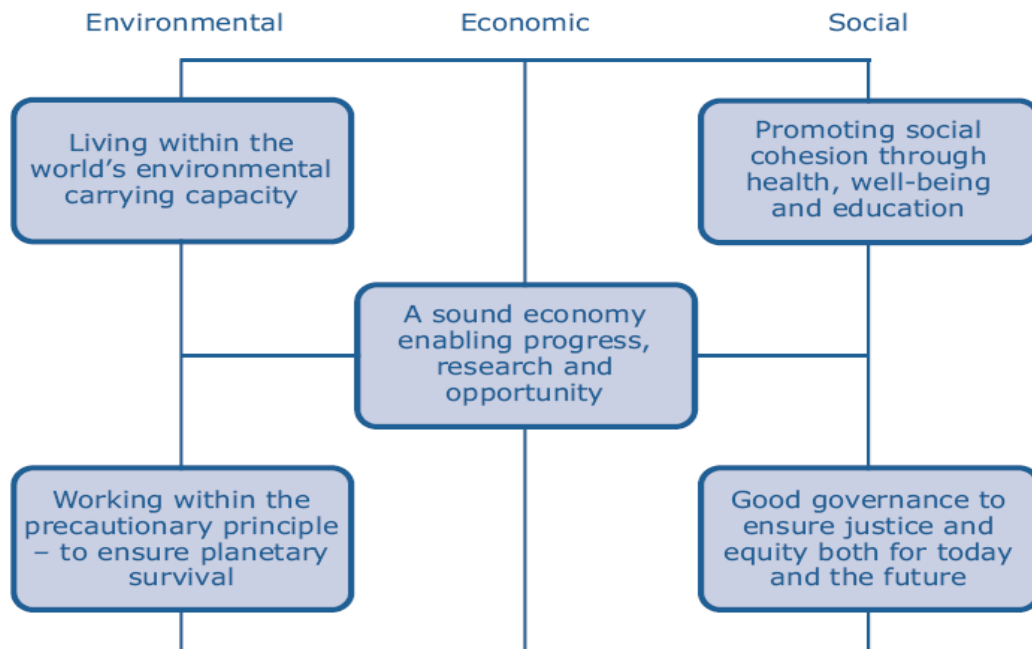 Environmental
Economic
Social
Living within the
world’s environmental
carrying capacity
Promoting social
cohesion through
health, well-being
and education
A sound economy
enabling progress,
research and
opportunity
Working within the
precautionary principle
– to ensure planetary
survival
Good governance to
ensure justice and
equity both for today
and the future